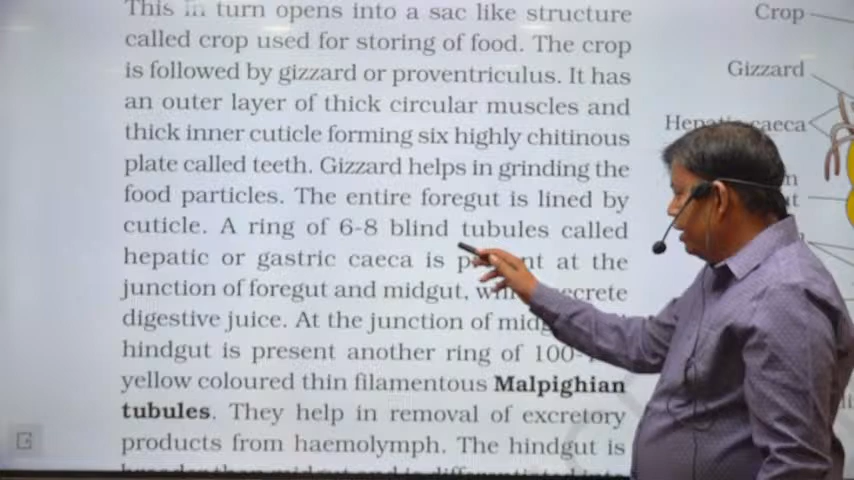 This in turn opens into a sac like structure
called crop used for storing of food. The crop
is followed by gizzard or proventriculus. It has
an outer layer of thick circular muscles and
thick inner cuticle forming six highly chitinous
plate called teeth. Gizzard helps in grinding the
food particles. The entire foregut is lined by
cuticle. A ring of 6-8 blind tubules called
hepatic or gastric caeca is at the
junction of foregut and midgut,
digestive juice. At the junction of
hindgut is present another ring of
yellow coloured thin filamentous Malpighian
tubules. They help in removal of excretory
products from haemolymph. The hindgut is
Crop
Gizzard
Hepatic caeca